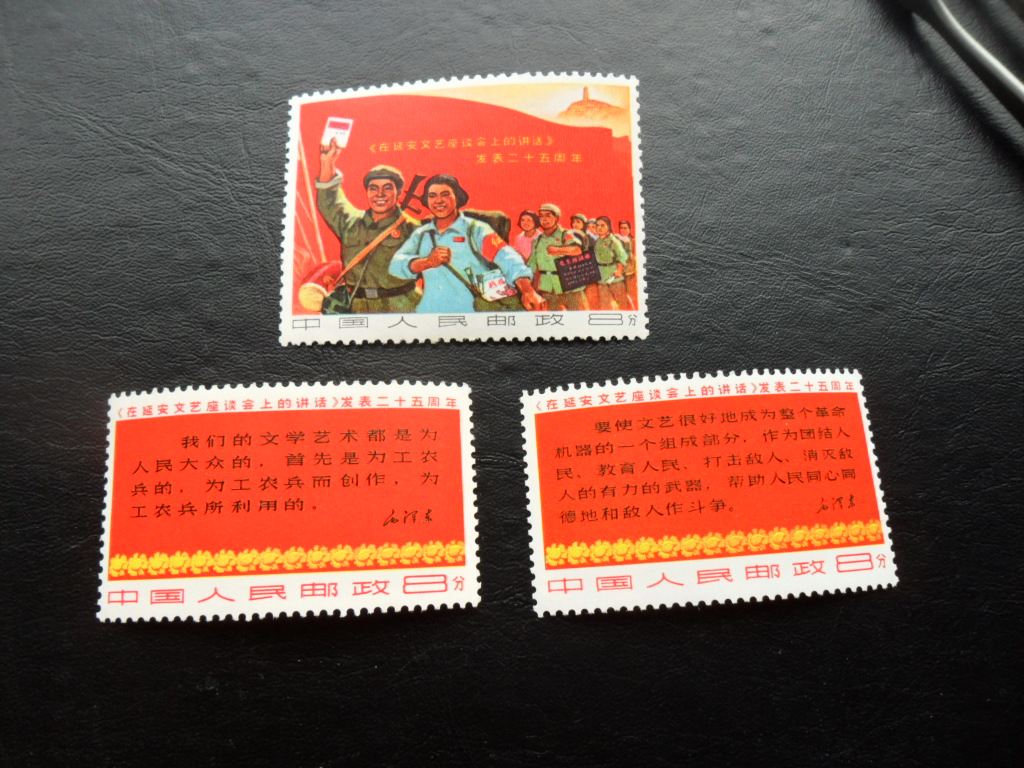 《在延安文艺座谈会上的讲话》
发表二十五周年
中国人民邮政 8分
《在延安文艺座谈会上的讲话》发表二十五周年
我们的文学艺术都是为
人民大众的，首先是为工农
兵的，为工农兵而创作，为
工农兵所利用的。
毛泽东
中国人民邮政8分
《在延安文艺座谈会上的讲话》发表二十五周年
要使文艺很好地成为整个革命
机器的一个组成部分，作为团结人
民、教育人民、打击敌人、消灭敌
人的有力的武器，帮助人民同心同
德地和敌人作斗争。
毛泽东
中国人民邮政8分